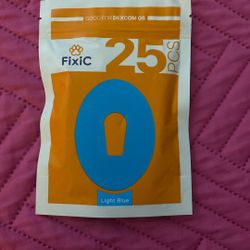 GOOD FOR DEXCOM G6
FixiC
25 PCS
Light Blue